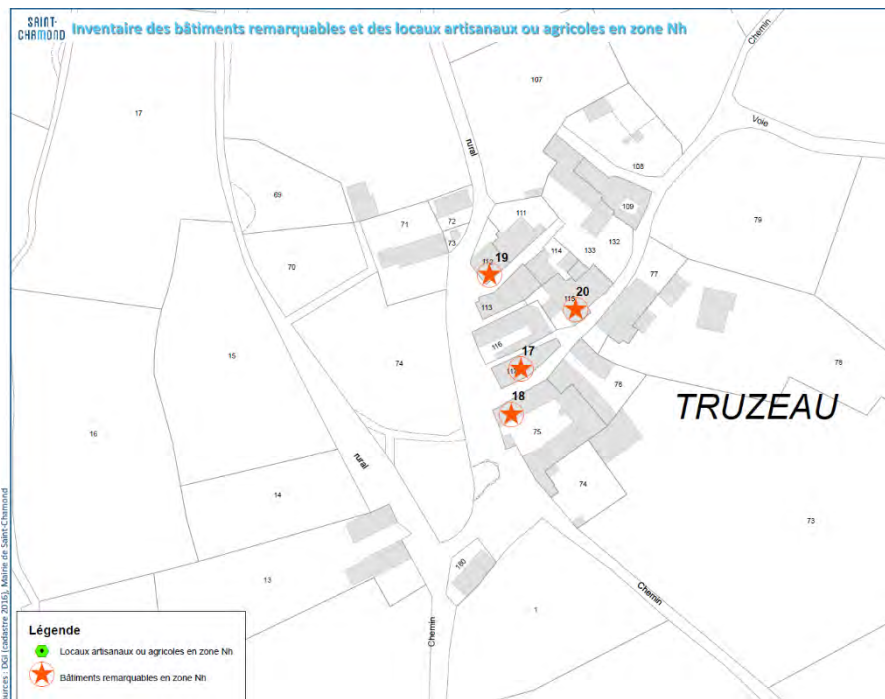 SAINT-
CHAMOND
Inventaire des bâtiments remarquables et des locaux artisanaux ou agricoles en zone Nh
Chemin
107
17
Voie
rural
108
69
109
71
72
111
79
73
132
133
114
70
112
19
77
20
115
113
15
116
78
74
17
76
18
TRUZEAU
75
16
rural
74
14
73
180
13
Chemin
1
Chemin
Légende
Locaux artisanaux ou agricoles en zone Nh
Bâtiments remarquables en zone Nh
DGI (cadastre 2016), Mairie de Saint-Chamond